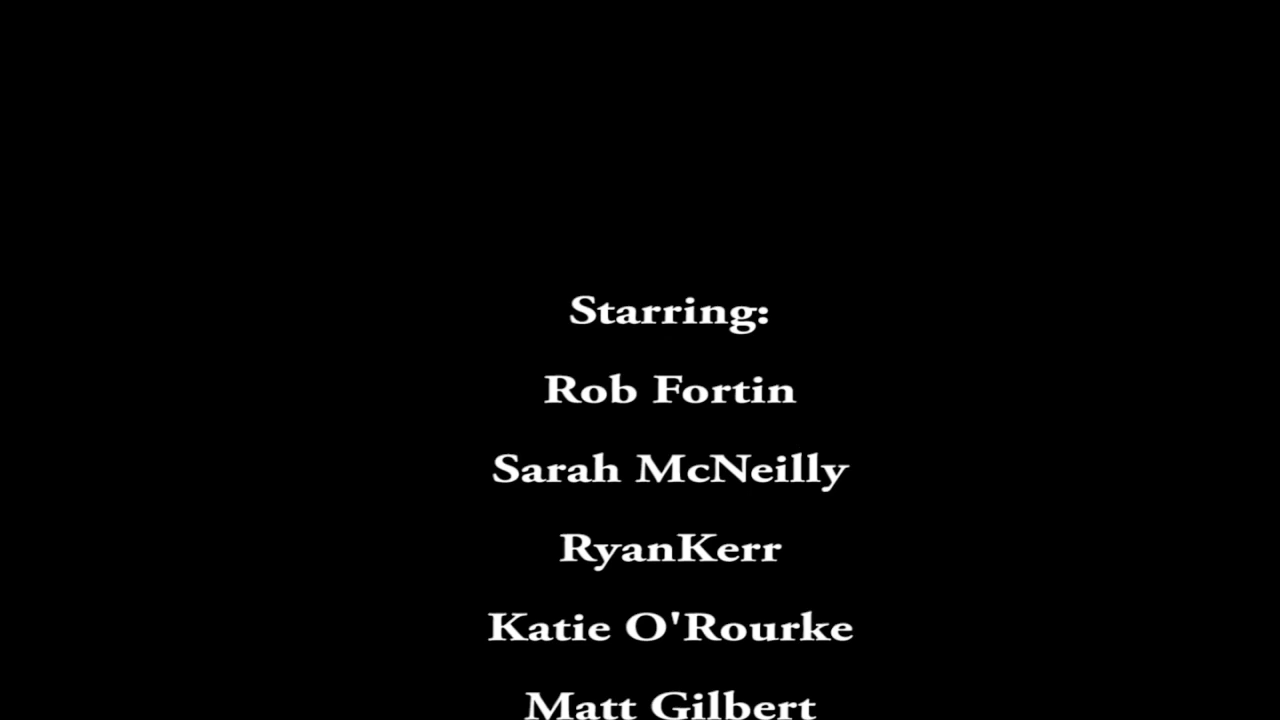 Starring:
Rob Fortin
Sarah McNeilly
RyanKerr
Katie O'Rourke
Matt Gilbert